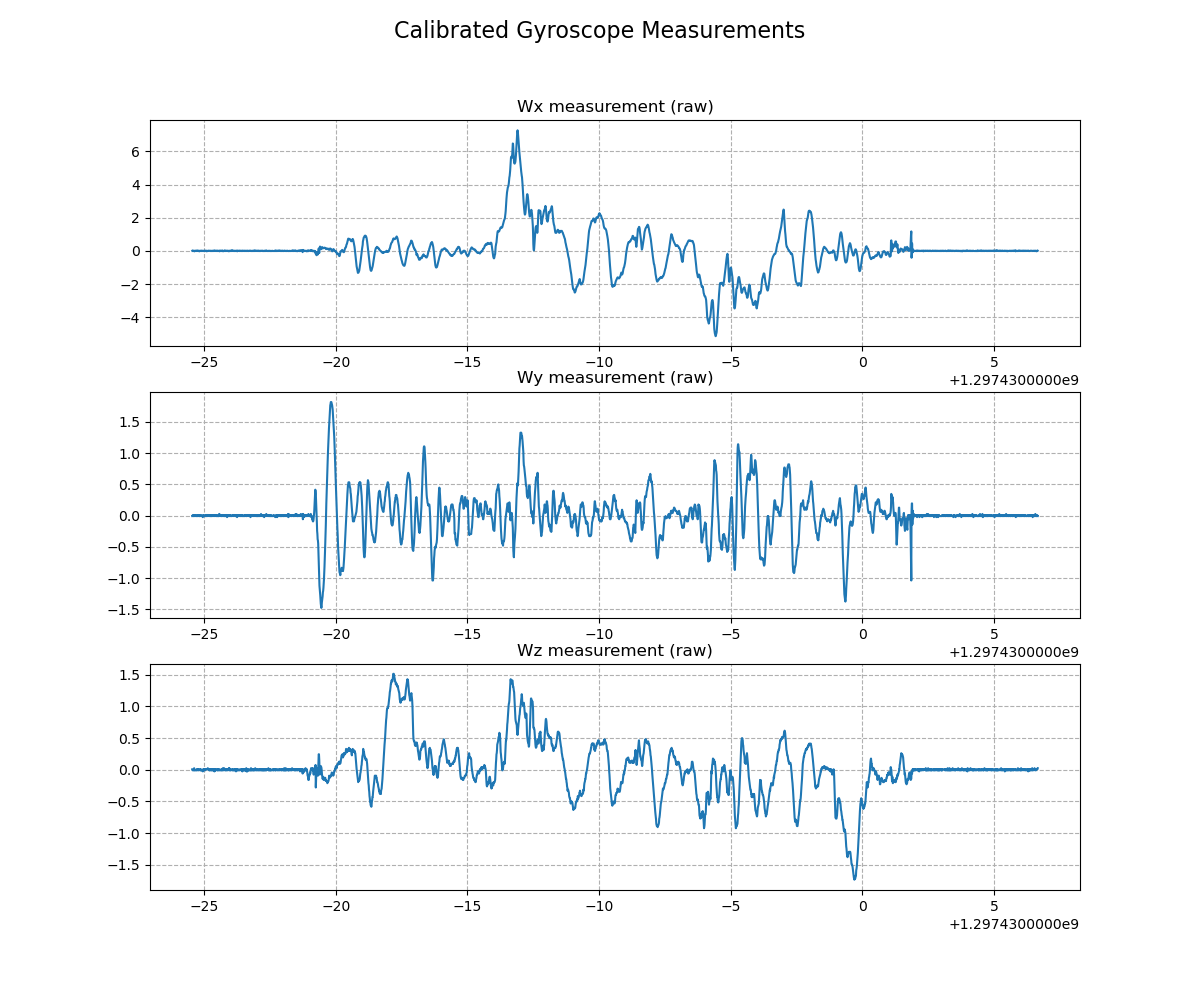 Calibrated Gyroscope Measurements
Wx measurement (raw)
6
4
2
0
−2
−4
−25 −20 −15 −10 −5 0 5
+1.2974300000e9
Wy measurement (raw)
1.5
1.0
0.5
0.0
−0.5
−1.0
−1.5
−25 −20 −15 −10 −5 0 5
+1.2974300000e9
Wz measurement (raw)
1.5
1.0
0.5
0.0
−0.5
−1.0
−1.5
−25 −20 −15 −10 −5 0 5
+1.2974300000e9